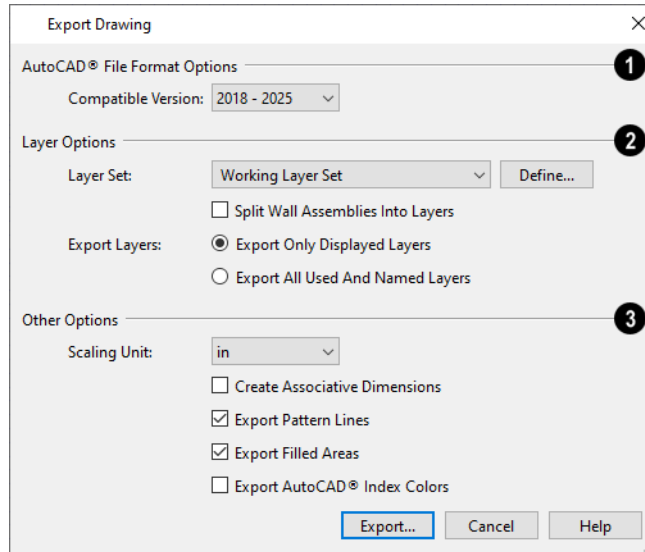 Export Drawing
AutoCAD® File Format Options 1
Compatible Version: 2018 - 2025
Layer Options 2
Layer Set: Working Layer Set Define...
Split Wall Assemblies Into Layers
Export Layers: Export Only Displayed Layers
Export All Used And Named Layers
Other Options 3
Scaling Unit: in
Create Associative Dimensions
Export Pattern Lines
Export Filled Areas
Export AutoCAD® Index Colors
Export... Cancel Help